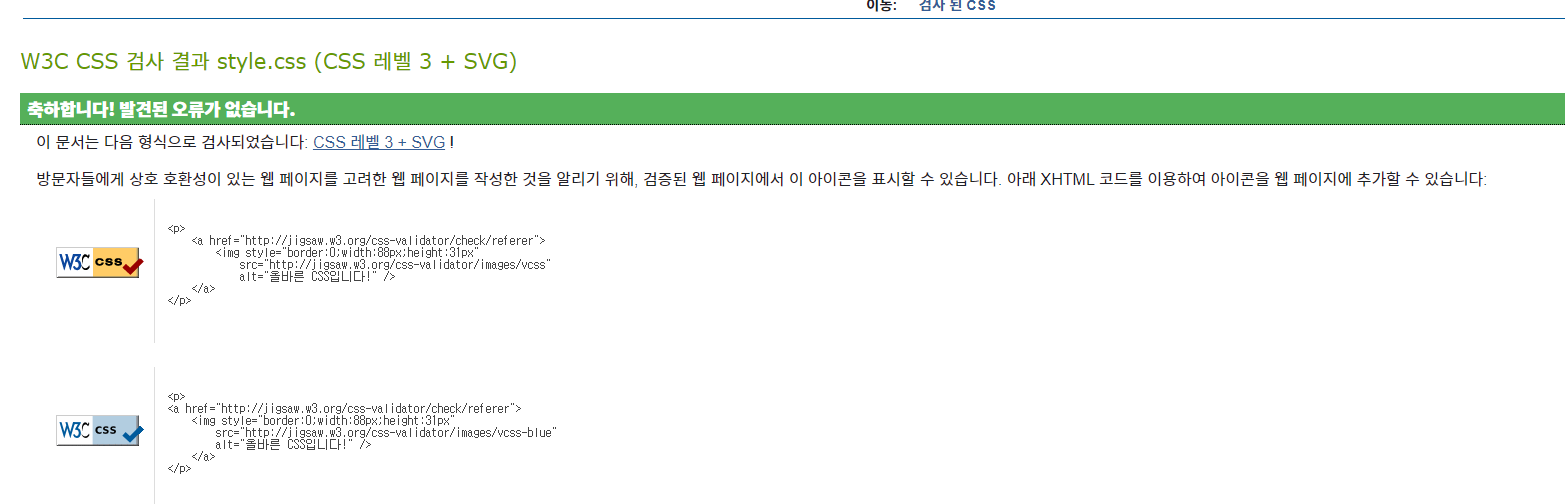 이동: 검사 된 CSS
W3C CSS 검사 결과 style.css (CSS 레벨 3 + SVG)
축하합니다! 발견된 오류가 없습니다.
이 문서는 다음 형식으로 검사되었습니다: CSS 레벨 3 + SVG !
방문자들에게 상호 호환성이 있는 웹 페이지를 고려한 웹 페이지를 작성한 것을 알리기 위해, 검증된 웹 페이지에서 이 아이콘을 표시할 수 있습니다. 아래 XHTML 코드를 이용하여 아이콘을 웹 페이지에 추가할 수 있습니다:
W3C css
<p>
<a href="http://jigsaw.w3.org/css-validator/check/referer">
<img style="border:0;width:88px;height:31px"
src="http://jigsaw.w3.org/css-validator/images/vcss"
alt="올바른 CSS입니다!" />
</a>
</p>
W3C css
<p>
<a href="http://jigsaw.w3.org/css-validator/check/referer">
<img style="border:0;width:88px;height:31px"
src="http://jigsaw.w3.org/css-validator/images/vcss-blue"
alt="올바른 CSS입니다!" />
</a>
</p>